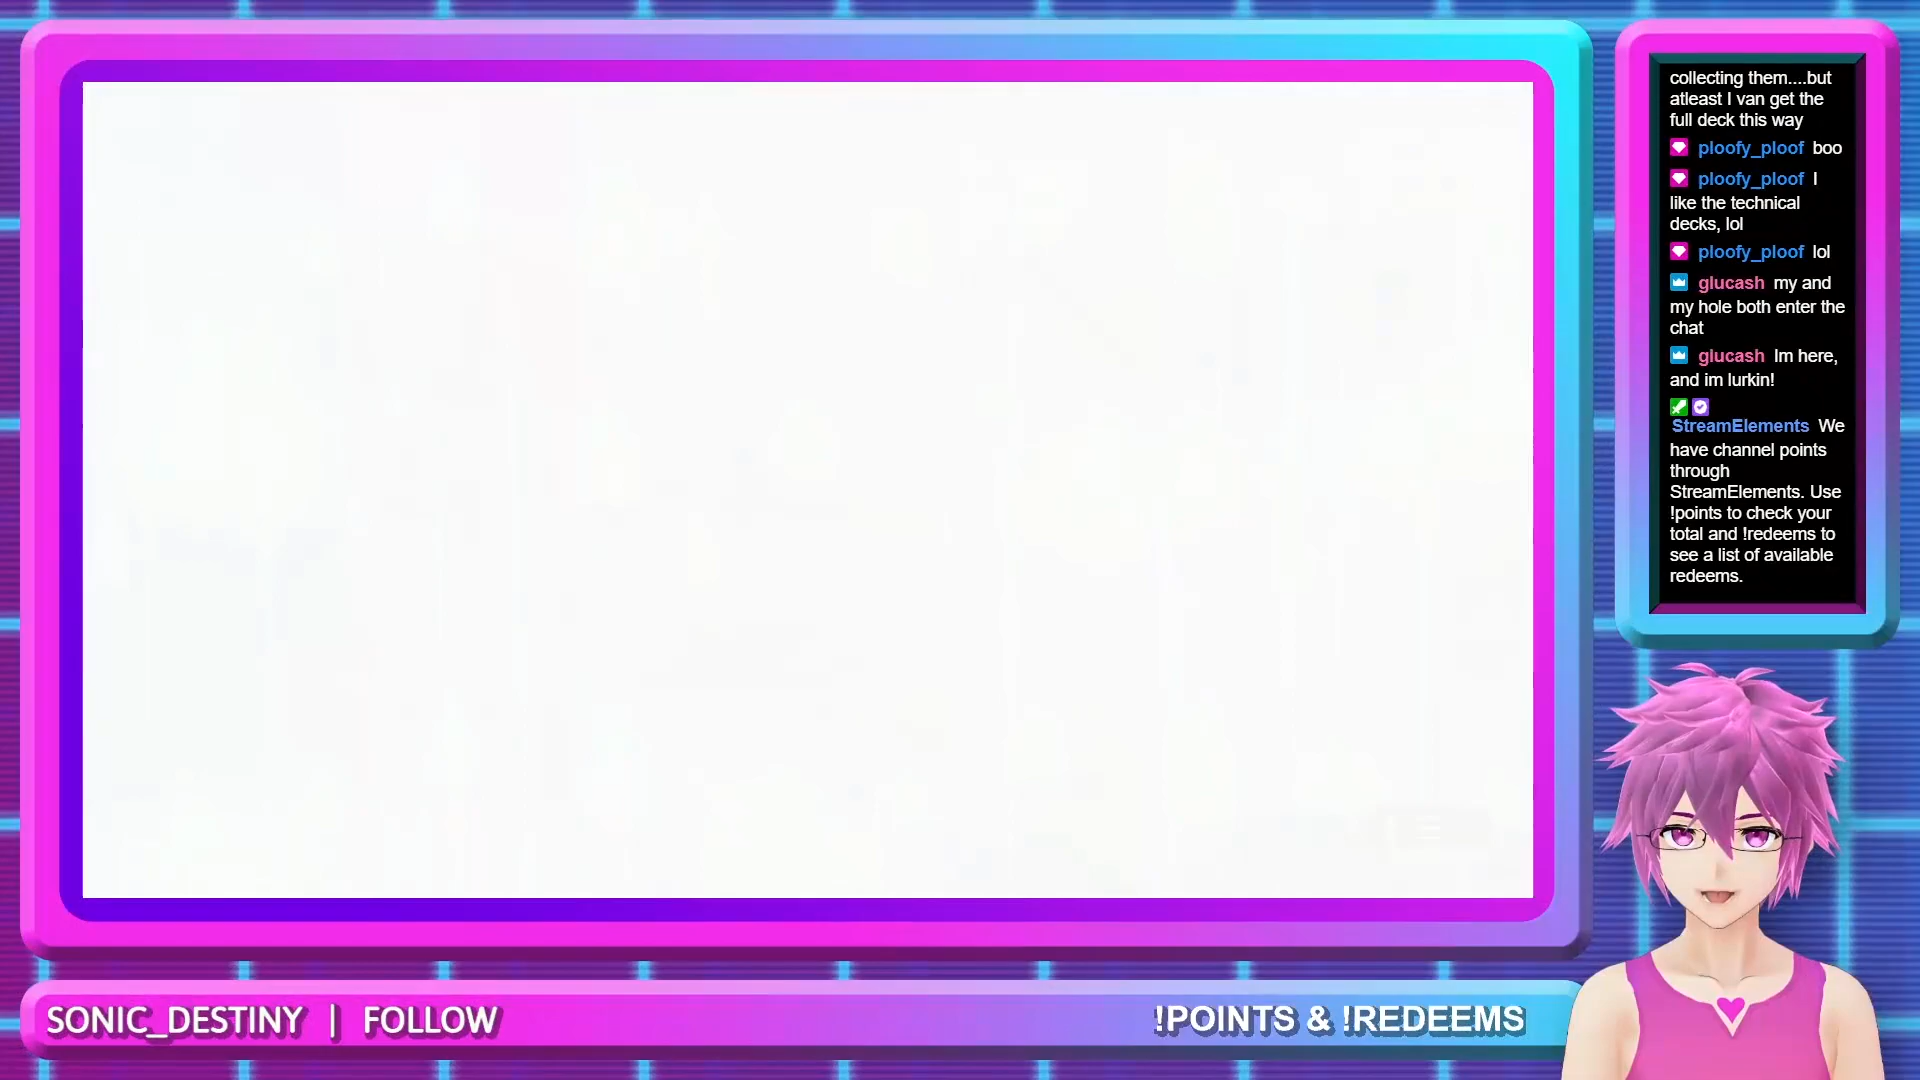 collecting them....but
atleast I van get the
full deck this way
ploofy_ploof boo
ploofy_ploof I
like the technical
decks, lol
ploofy_ploof lol
glucash my and
my hole both enter the
chat
glucash Im here,
and im lurkin!
StreamElements We
have channel points
through
StreamElements. Use
!points to check your
total and !redeems to
see a list of available
redeems.
SONIC_DESTINY | FOLLOW
!POINTS & !REDEEMS